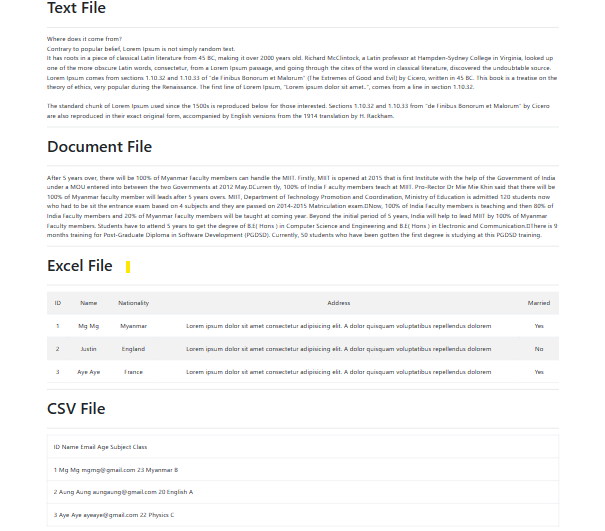 Text File
Where does it come from?
Contrary to popular belief, Lorem Ipsum is not simply random text.
It has roots in a piece of classical Latin literature from 45 BC, making it over 2000 years old. Richard McClintock, a Latin professor at Hampden-Sydney College in Virginia, looked up
one of the more obscure Latin words, consectetur, from a Lorem Ipsum passage, and going through the cites of the word in classical literature, discovered the undoubtable source.
Lorem Ipsum comes from sections 1.10.32 and 1.10.33 of "de Finibus Bonorum et Malorum" (The Extremes of Good and Evil) by Cicero, written in 45 BC. This book is a treatise on the
theory of ethics, very popular during the Renaissance. The first line of Lorem Ipsum, "Lorem ipsum dolor sit amet..", comes from a line in section 1.10.32.
The standard chunk of Lorem Ipsum used since the 1500s is reproduced below for those interested. Sections 1.10.32 and 1.10.33 from "de Finibus Bonorum et Malorum" by Cicero
are also reproduced in their exact original form, accompanied by English versions from the 1914 translation by H. Rackham.
Document File
After 5 years over, there will be 100% of Myanmar Faculty members can handle the MIIT. Firstly, MIIT is opened at 2015 that is first Institute with the help of the Government of India
under a MOU entered into between the two Governments at 2012 May.DCurren tly, 100% of India F aculty members teach at MIIT. Pro-Rector Dr Mie Mie Khin said that there will be
100% of Myanmar faculty member will leads after 5 years overs. MIIT, Department of Technology Promotion and Coordination, Ministry of Education is admitted 120 students now
who had to be sit the entrance exam based on 4 subjects and they are passed on 2014-2015 Matriculation exam.DNow, 100% of India Faculty members is teaching and then 80% of
India Faculty members and 20% of Myanmar Faculty members will be taught at coming year. Beyond the initial period of 5 years, India will help to lead MIIT by 100% of Myanmar
Faculty members. Students have to attend 5 years to get the degree of B.E( Hons ) in Computer Science and Engineering and B.E( Hons ) in Electronic and Communication.DThere is 9
months training for Post-Graduate Diploma in Software Development (PGDSD). Currently, 50 students who have been gotten the first degree is studying at this PGDSD training.
Excel File
ID Name Nationality Address Married
1 Mg Mg Myanmar Lorem ipsum dolor sit amet consectetur adipisicing elit. A dolor quisquam voluptatibus repellendus dolorem Yes
2 Justin England Lorem ipsum dolor sit amet consectetur adipisicing elit. A dolor quisquam voluptatibus repellendus dolorem No
3 Aye Aye France Lorem ipsum dolor sit amet consectetur adipisicing elit. A dolor quisquam voluptatibus repellendus dolorem Yes
CSV File
ID Name Email Age Subject Class
1 Mg Mg mgmg@gmail.com 23 Myanmar B
2 Aung Aung aungaung@gmail.com 20 English A
3 Aye Aye ayeaye@gmail.com 22 Physics C